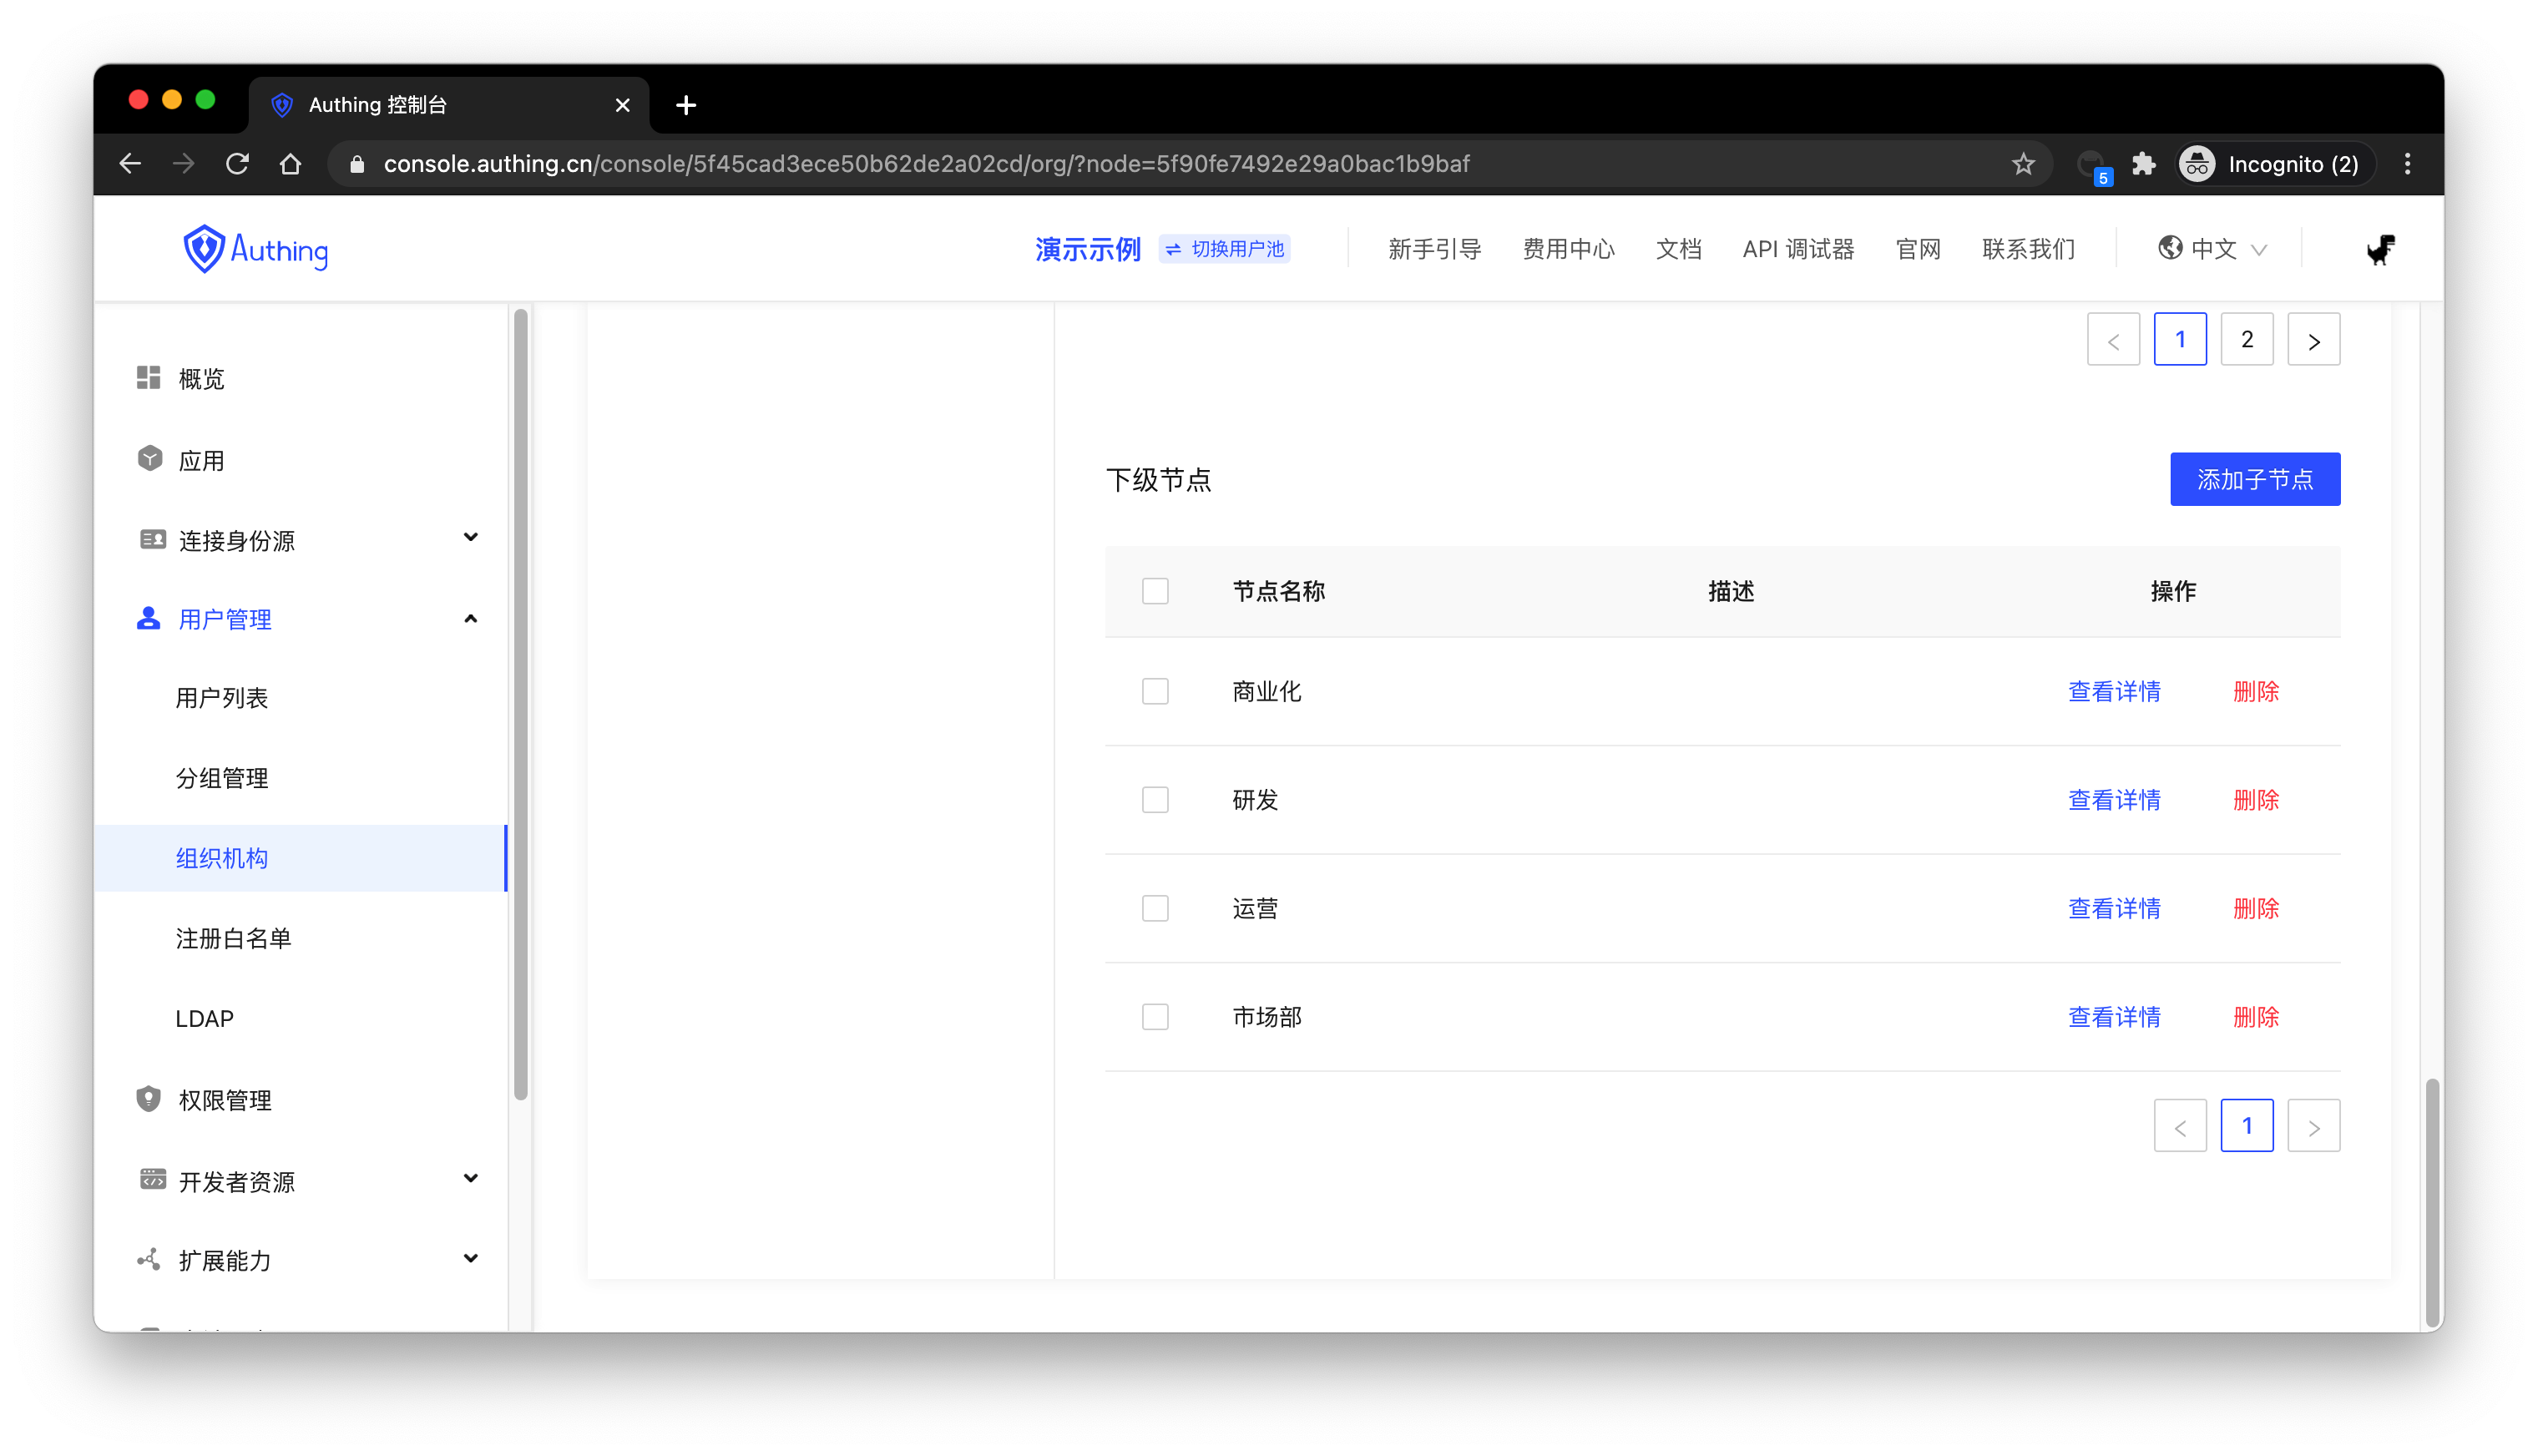 Authing 控制台
console.authing.cn/console/5f45cad3ece50b62de2a02cd/org/?node=5f90fe7492e29a0bac1b9baf
5
Incognito (2)
Authing
演示示例 切换用户池 新手引导 费用中心 文档 API 调试器 官网 联系我们 中文
概览
应用
连接身份源
用户管理
用户列表
分组管理
组织机构
注册白名单
LDAP
权限管理
开发者资源
扩展能力
< 1 2 >
下级节点 添加子节点
节点名称 描述 操作
商业化 查看详情 删除
研发 查看详情 删除
运营 查看详情 删除
市场部 查看详情 删除
< 1 >